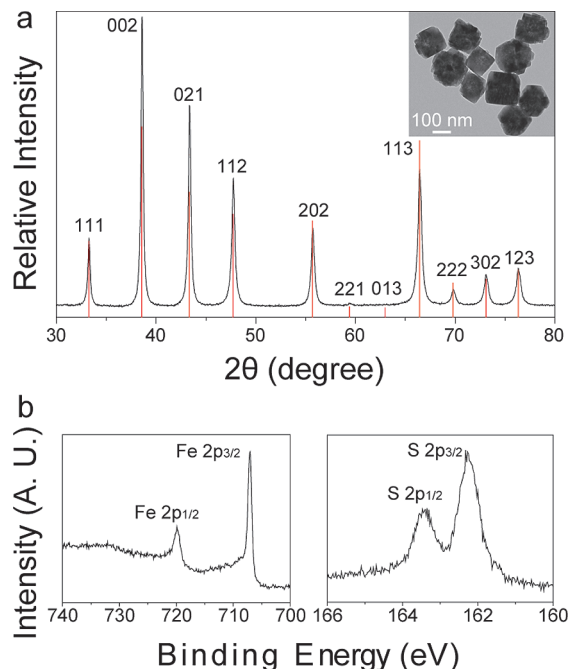 a
Relative Intensity
002
021
111
112
202
221
013
113
222
302
123
100 nm
30 40 50 60 70 80
2θ (degree)
b
Intensity (A. U.)
Fe 2p3/2
Fe 2p1/2
S 2p3/2
S 2p1/2
740 730 720 710 700
166 164 162 160
Binding Energy (eV)